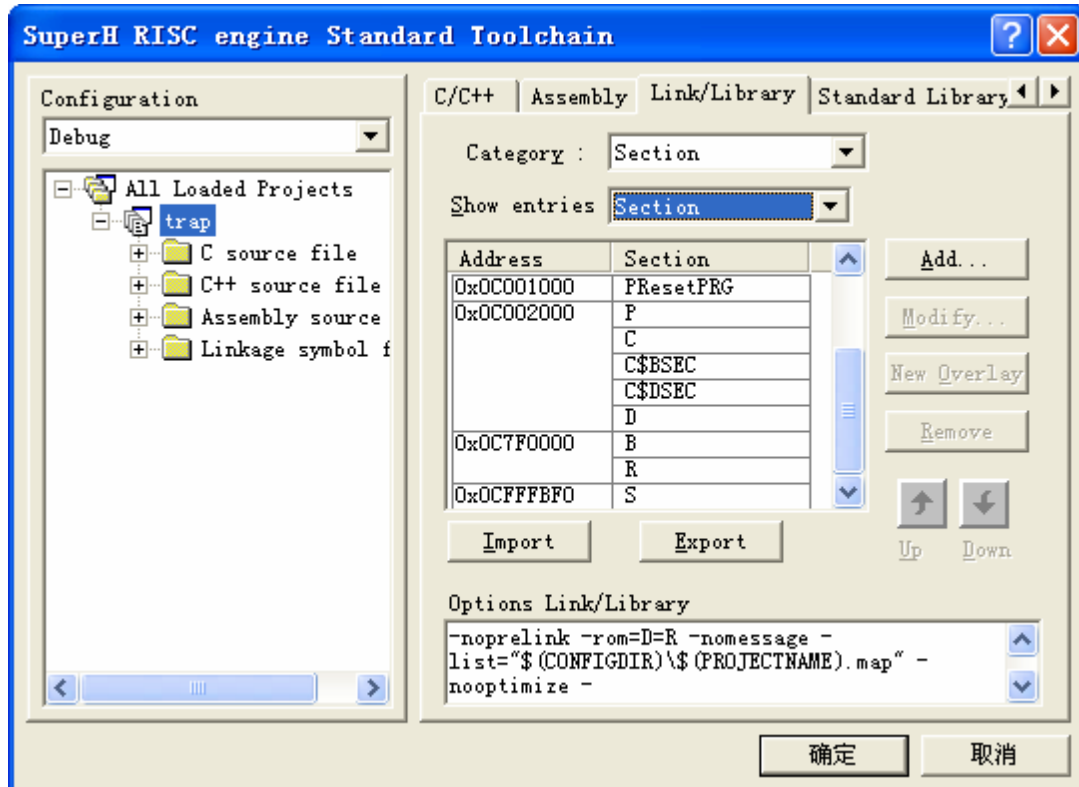 SuperH RISC engine Standard Toolchain
Configuration
Debug
All Loaded Projects
trap
C source file
C++ source file
Assembly source
Linkage symbol f
C/C++ Assembly Link/Library Standard Library
Category : Section
Show entries Section
Address Section
0x0C001000 PResetPRG
0x0C002000 P
C
C$BSEC
C$DSEC
D
0x0C7F0000 B
R
0x0CFFFBF0 S
Add...
Modify...
New Overlay
Remove
Up Down
Import Export
Options Link/Library
-noprelink -rom=D=R -nomessage -
list="$(CONFIGDIR)\$(PROJECTNAME).map" -
nooptimize -
确定 取消